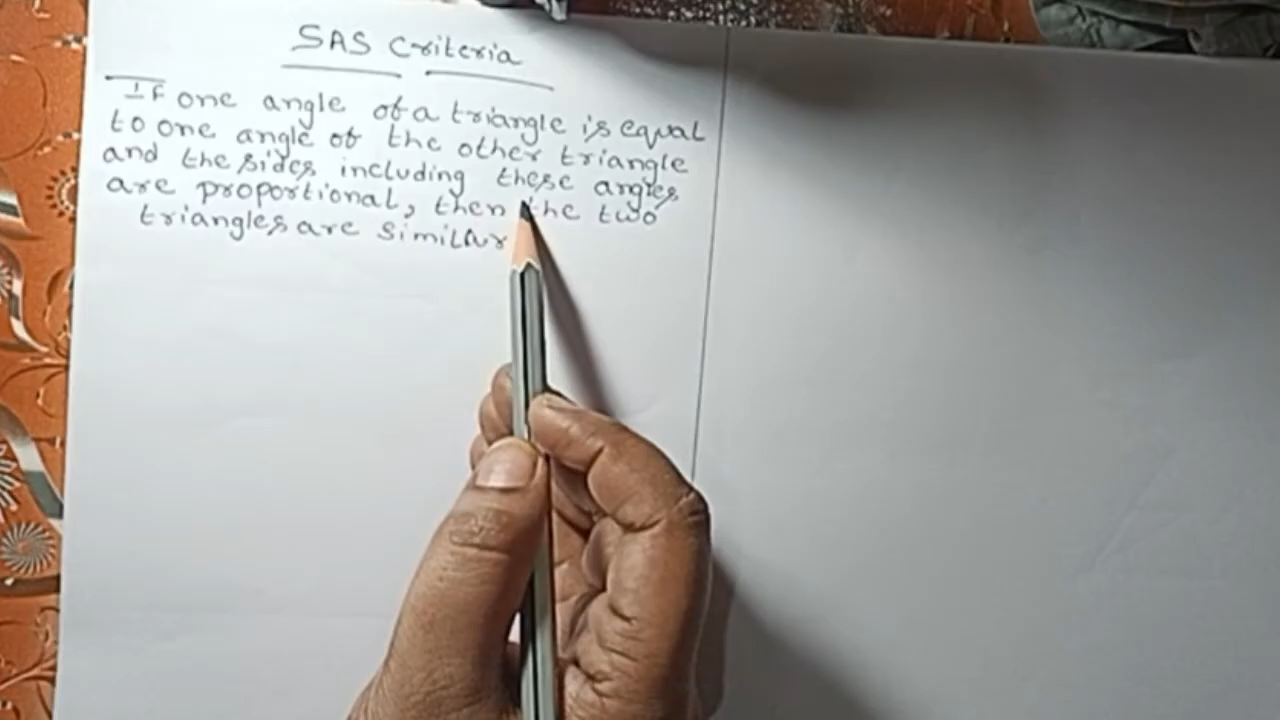 SAS Criteria
If one angle of a triangle is equal
to one angle of the other triangle
and the sides including these angles
are proportional, then the two
triangles are similar